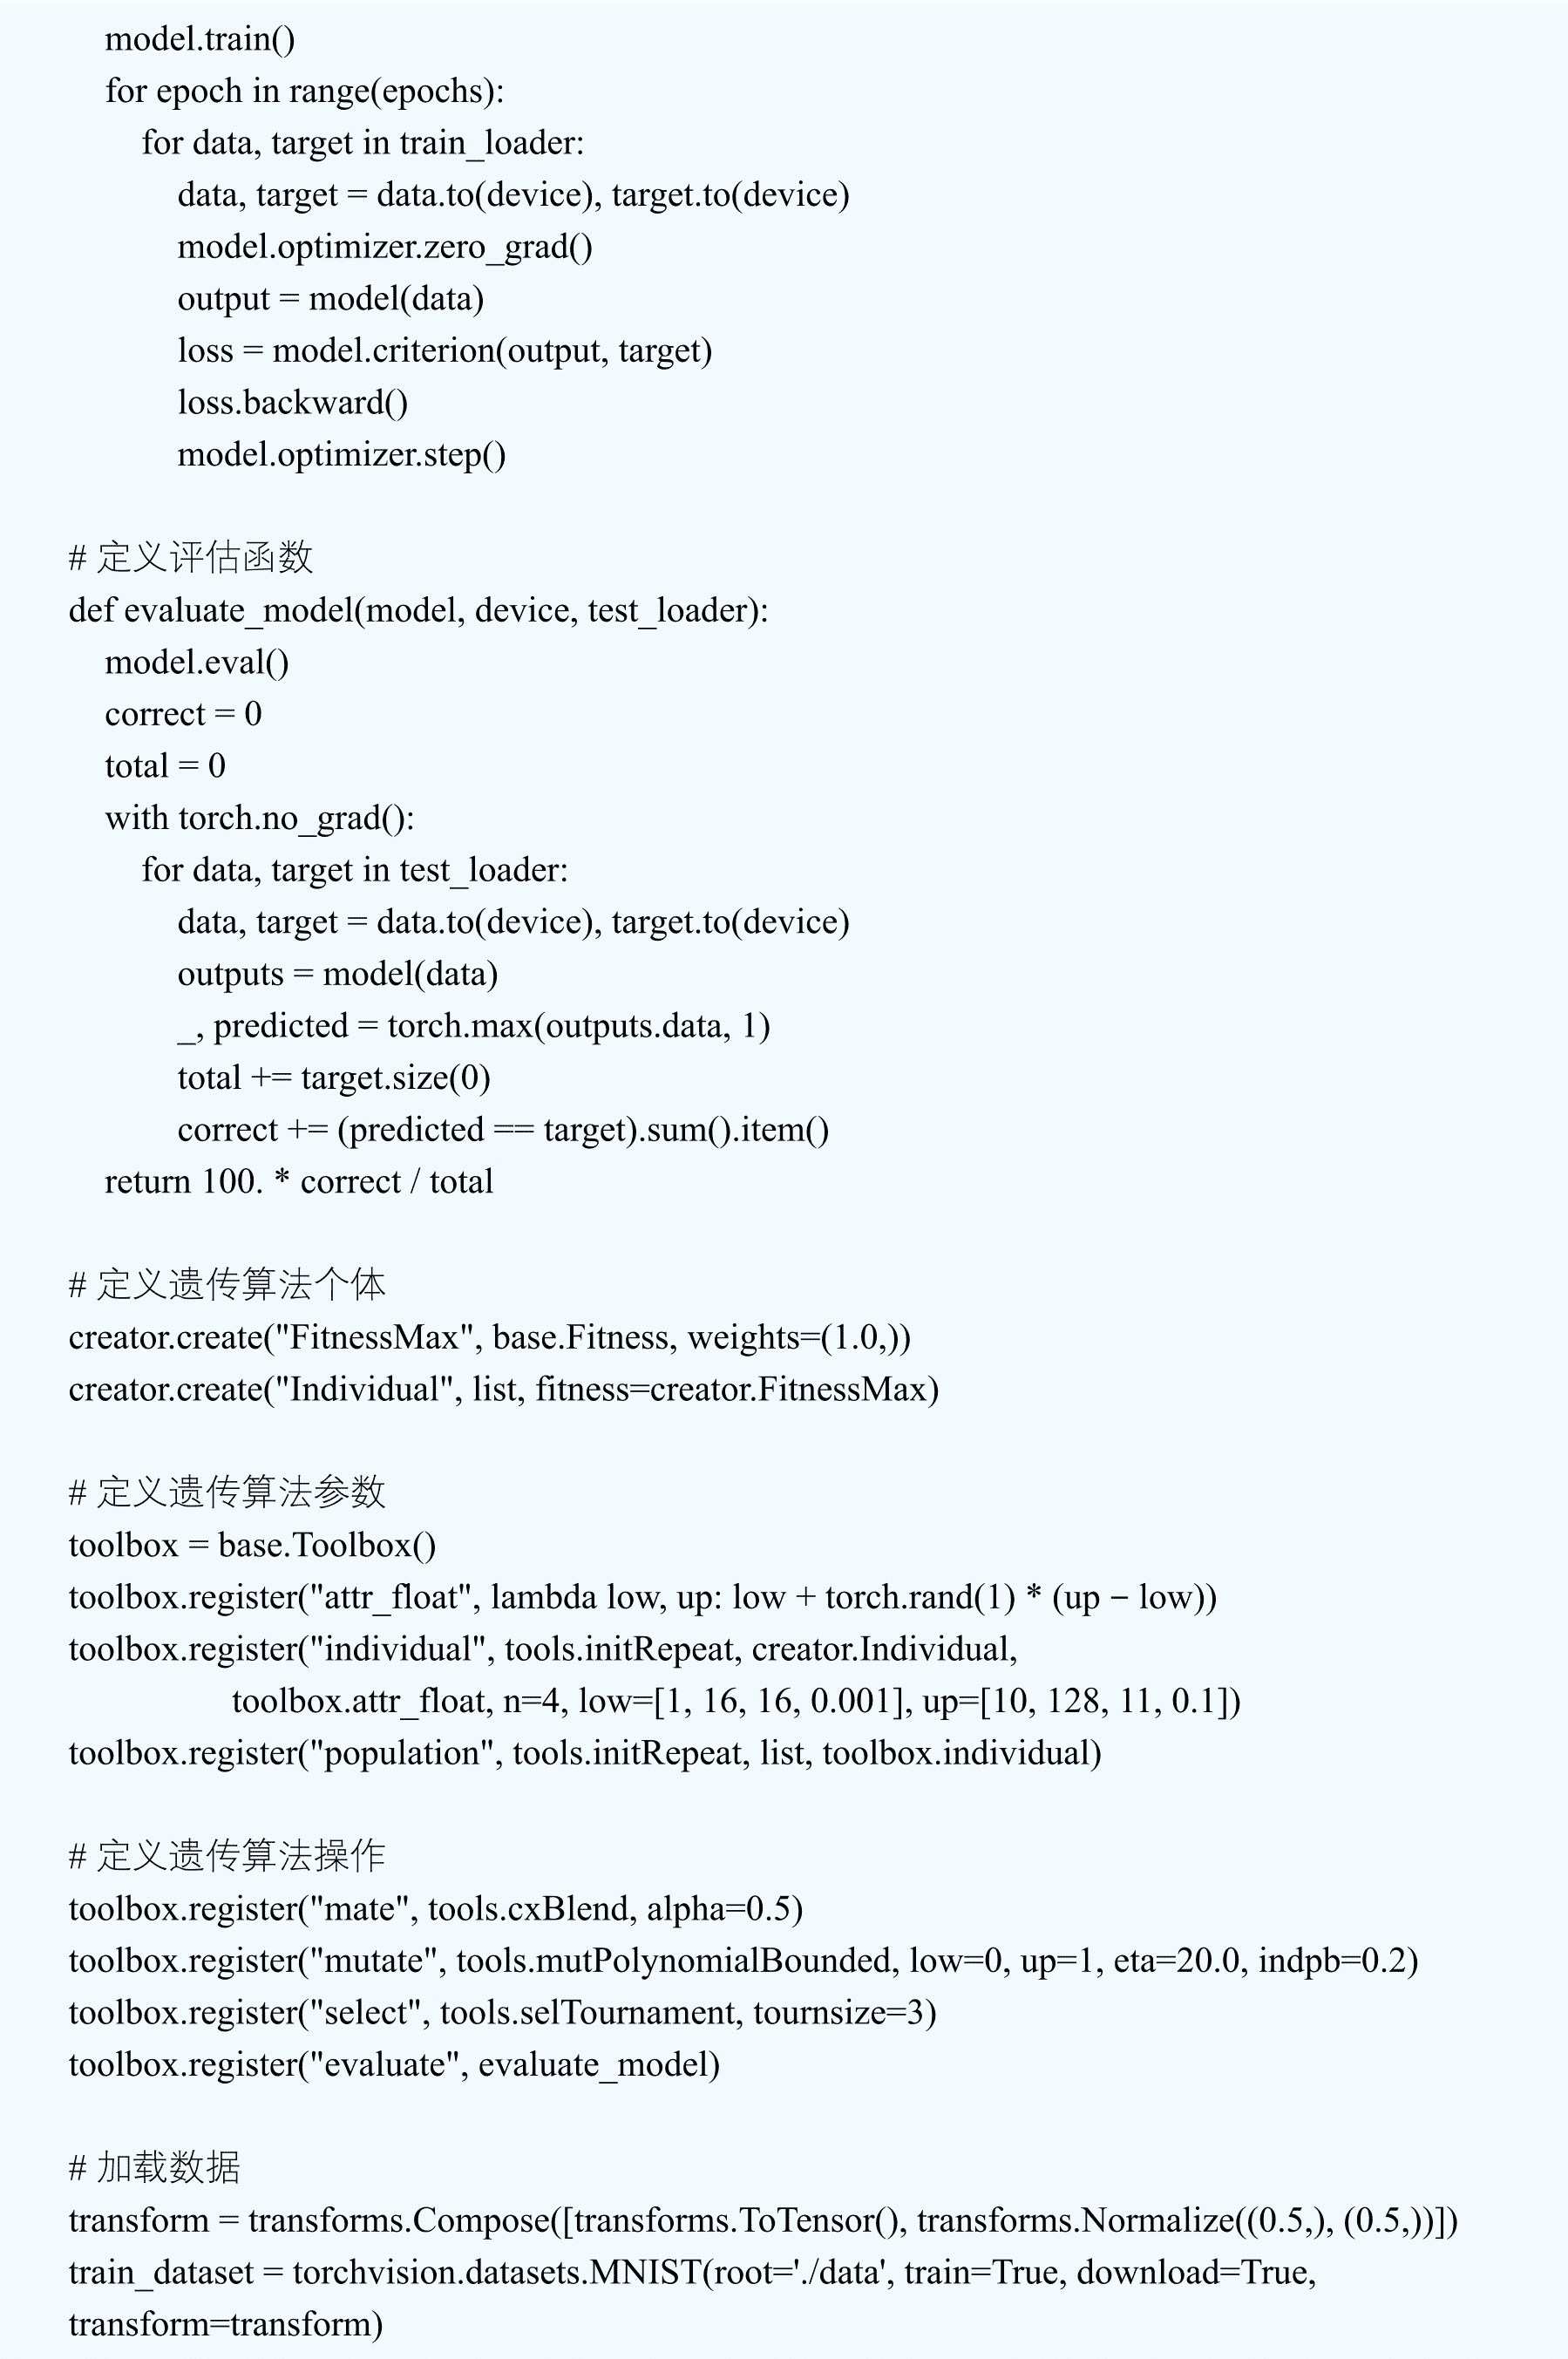 model.train()
for epoch in range(epochs):
for data, target in train_loader:
data, target = data.to(device), target.to(device)
model.optimizer.zero_grad()
output = model(data)
loss = model.criterion(output, target)
loss.backward()
model.optimizer.step()
# 定义评估函数
def evaluate_model(model, device, test_loader):
model.eval()
correct = 0
total = 0
with torch.no_grad():
for data, target in test_loader:
data, target = data.to(device), target.to(device)
outputs = model(data)
_, predicted = torch.max(outputs.data, 1)
total += target.size(0)
correct += (predicted == target).sum().item()
return 100. * correct / total
# 定义遗传算法个体
creator.create("FitnessMax", base.Fitness, weights=(1.0,))
creator.create("Individual", list, fitness=creator.FitnessMax)
# 定义遗传算法参数
toolbox = base.Toolbox()
toolbox.register("attr_float", lambda low, up: low + torch.rand(1) * (up − low))
toolbox.register("individual", tools.initRepeat, creator.Individual,
toolbox.attr_float, n=4, low=[1, 16, 16, 0.001], up=[10, 128, 11, 0.1])
toolbox.register("population", tools.initRepeat, list, toolbox.individual)
# 定义遗传算法操作
toolbox.register("mate", tools.cxBlend, alpha=0.5)
toolbox.register("mutate", tools.mutPolynomialBounded, low=0, up=1, eta=20.0, indpb=0.2)
toolbox.register("select", tools.selTournament, tournsize=3)
toolbox.register("evaluate", evaluate_model)
# 加载数据
transform = transforms.Compose([transforms.ToTensor(), transforms.Normalize((0.5,), (0.5,))])
train_dataset = torchvision.datasets.MNIST(root='./data', train=True, download=True,
transform=transform)